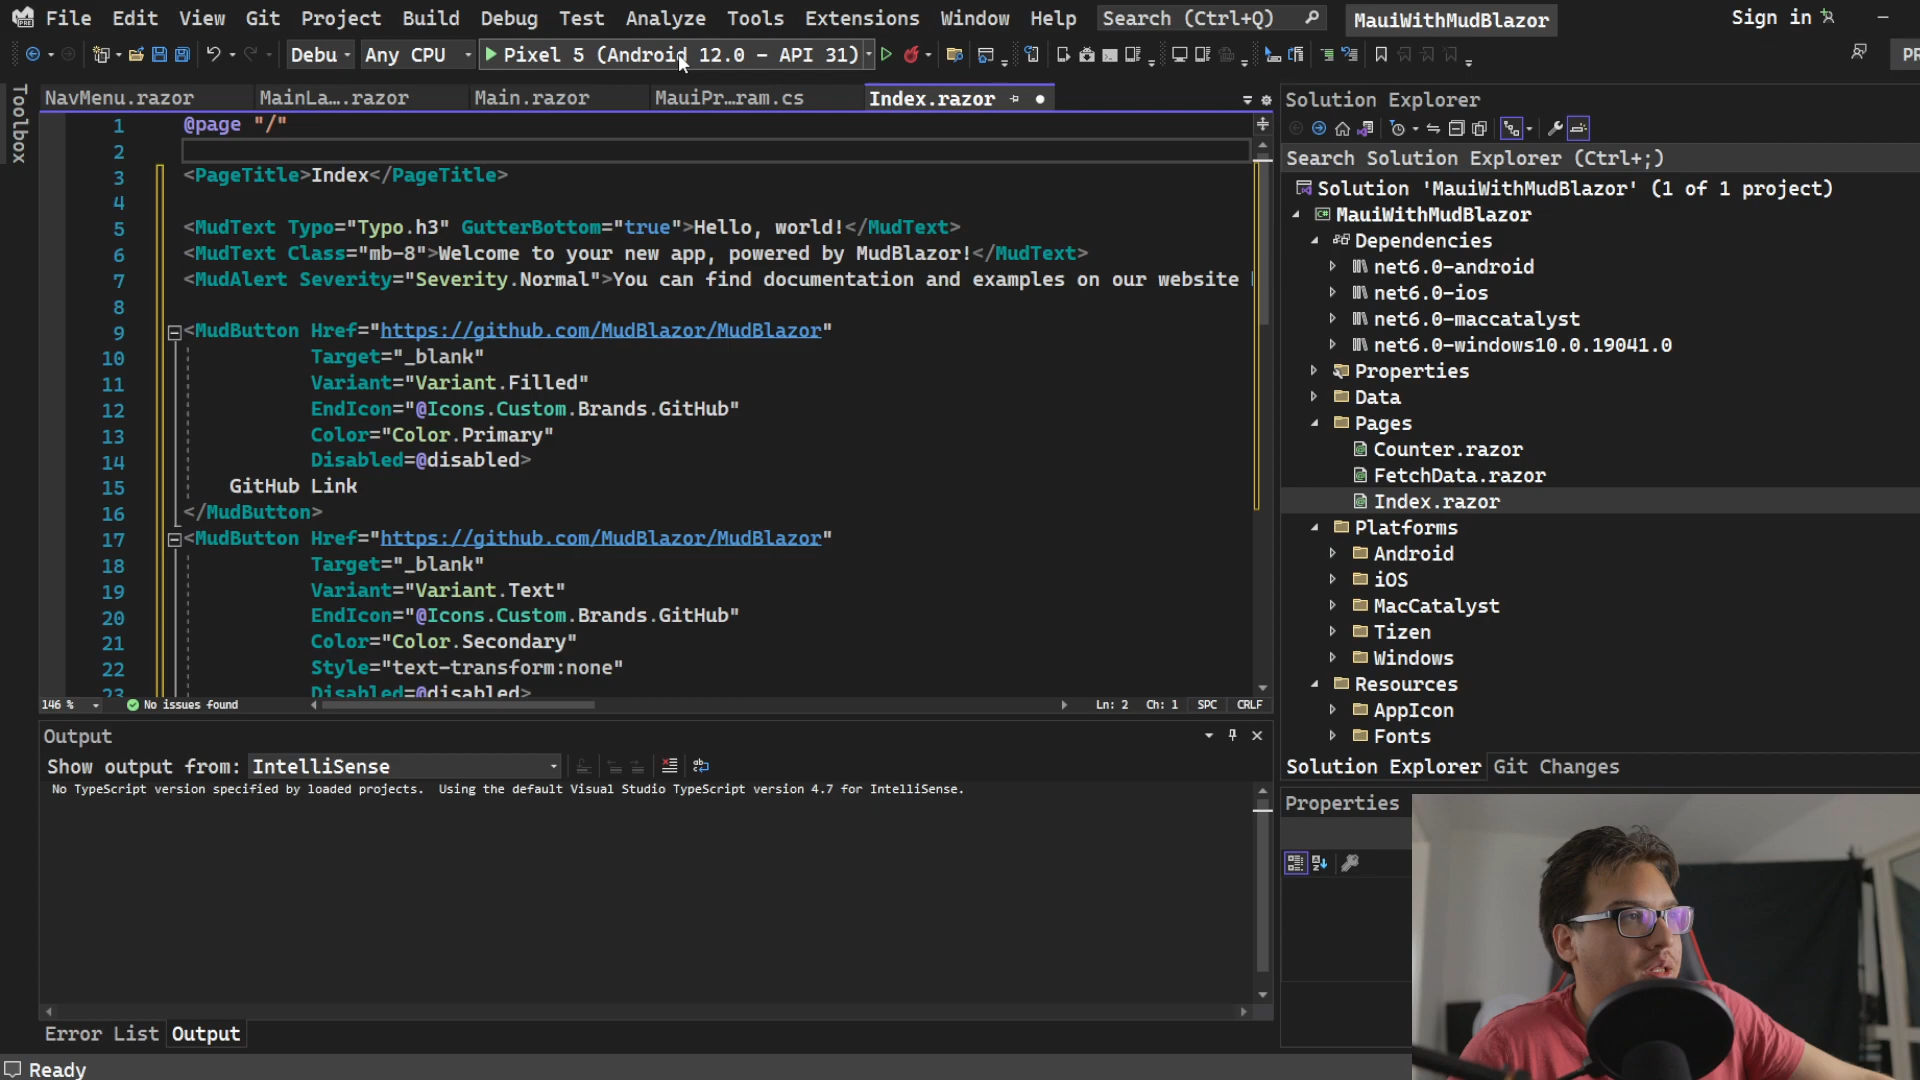 File Edit View Git Project Build Debug Test Analyze Tools Extensions Window Help Search (Ctrl+Q) MauiWithMudBlazor Sign in
Debu Any CPU Pixel 5 (Android 12.0 - API 31) PR
Toolbox
NavMenu.razor MainLa….razor Main.razor MauiPr…ram.cs Index.razor
1 @page "/"
2
3 <PageTitle>Index</PageTitle>
4
5 <MudText Typo="Typo.h3" GutterBottom="true">Hello, world!</MudText>
6 <MudText Class="mb-8">Welcome to your new app, powered by MudBlazor!</MudText>
7 <MudAlert Severity="Severity.Normal">You can find documentation and examples on our website
8
9 <MudButton Href="https://github.com/MudBlazor/MudBlazor"
10 Target="_blank"
11 Variant="Variant.Filled"
12 EndIcon="@Icons.Custom.Brands.GitHub"
13 Color="Color.Primary"
14 Disabled=@disabled>
15 GitHub Link
16 </MudButton>
17 <MudButton Href="https://github.com/MudBlazor/MudBlazor"
18 Target="_blank"
19 Variant="Variant.Text"
20 EndIcon="@Icons.Custom.Brands.GitHub"
21 Color="Color.Secondary"
22 Style="text-transform:none"
23 Disabled=@disabled>
146 % No issues found Ln: 2 Ch: 1 SPC CRLF
Output
Show output from: IntelliSense
No TypeScript version specified by loaded projects. Using the default Visual Studio TypeScript version 4.7 for IntelliSense.
Error List Output
Ready
Solution Explorer
Search Solution Explorer (Ctrl+;)
Solution 'MauiWithMudBlazor' (1 of 1 project)
MauiWithMudBlazor
Dependencies
net6.0-android
net6.0-ios
net6.0-maccatalyst
net6.0-windows10.0.19041.0
Properties
Data
Pages
Counter.razor
FetchData.razor
Index.razor
Platforms
Android
iOS
MacCatalyst
Tizen
Windows
Resources
AppIcon
Fonts
Solution Explorer Git Changes
Properties